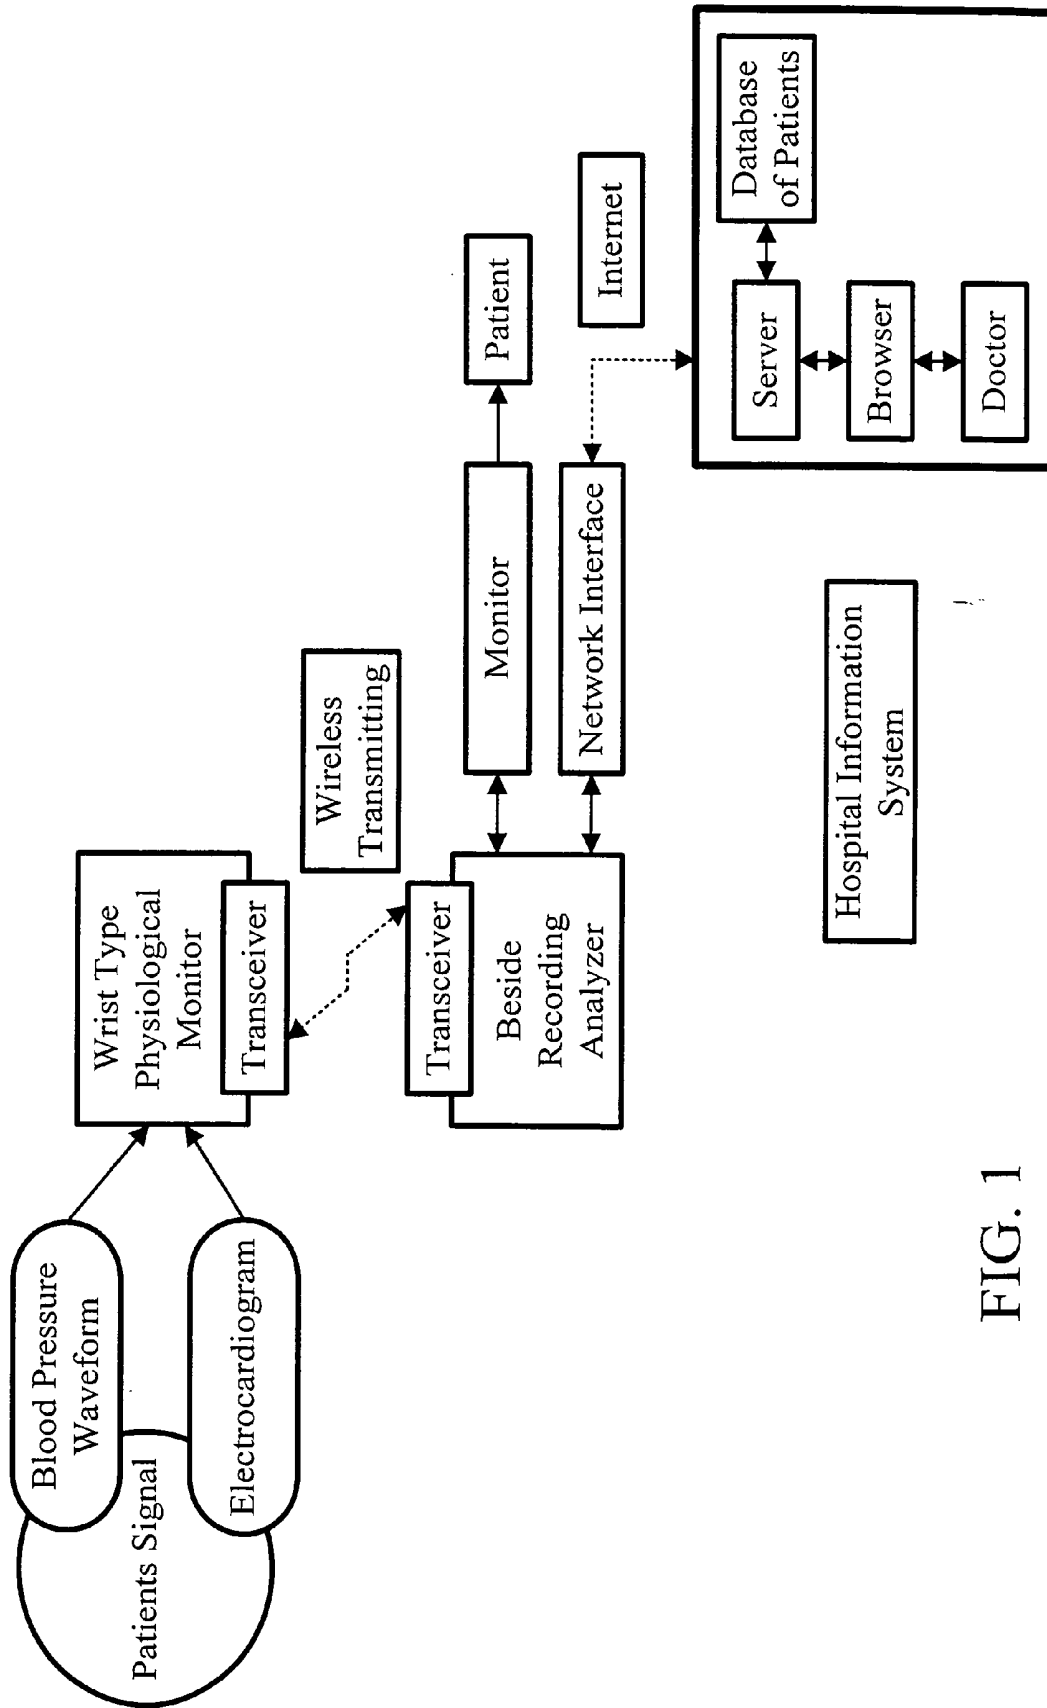 Patients Signal
Blood Pressure
Waveform
Electrocardiogram
Wrist Type
Physiological
Monitor
Transceiver
Wireless
Transmitting
Transceiver
Beside
Recording
Analyzer
Monitor
Patient
Network Interface
Internet
Server
Database
of Patients
Browser
Doctor
Hospital Information
System
FIG. 1